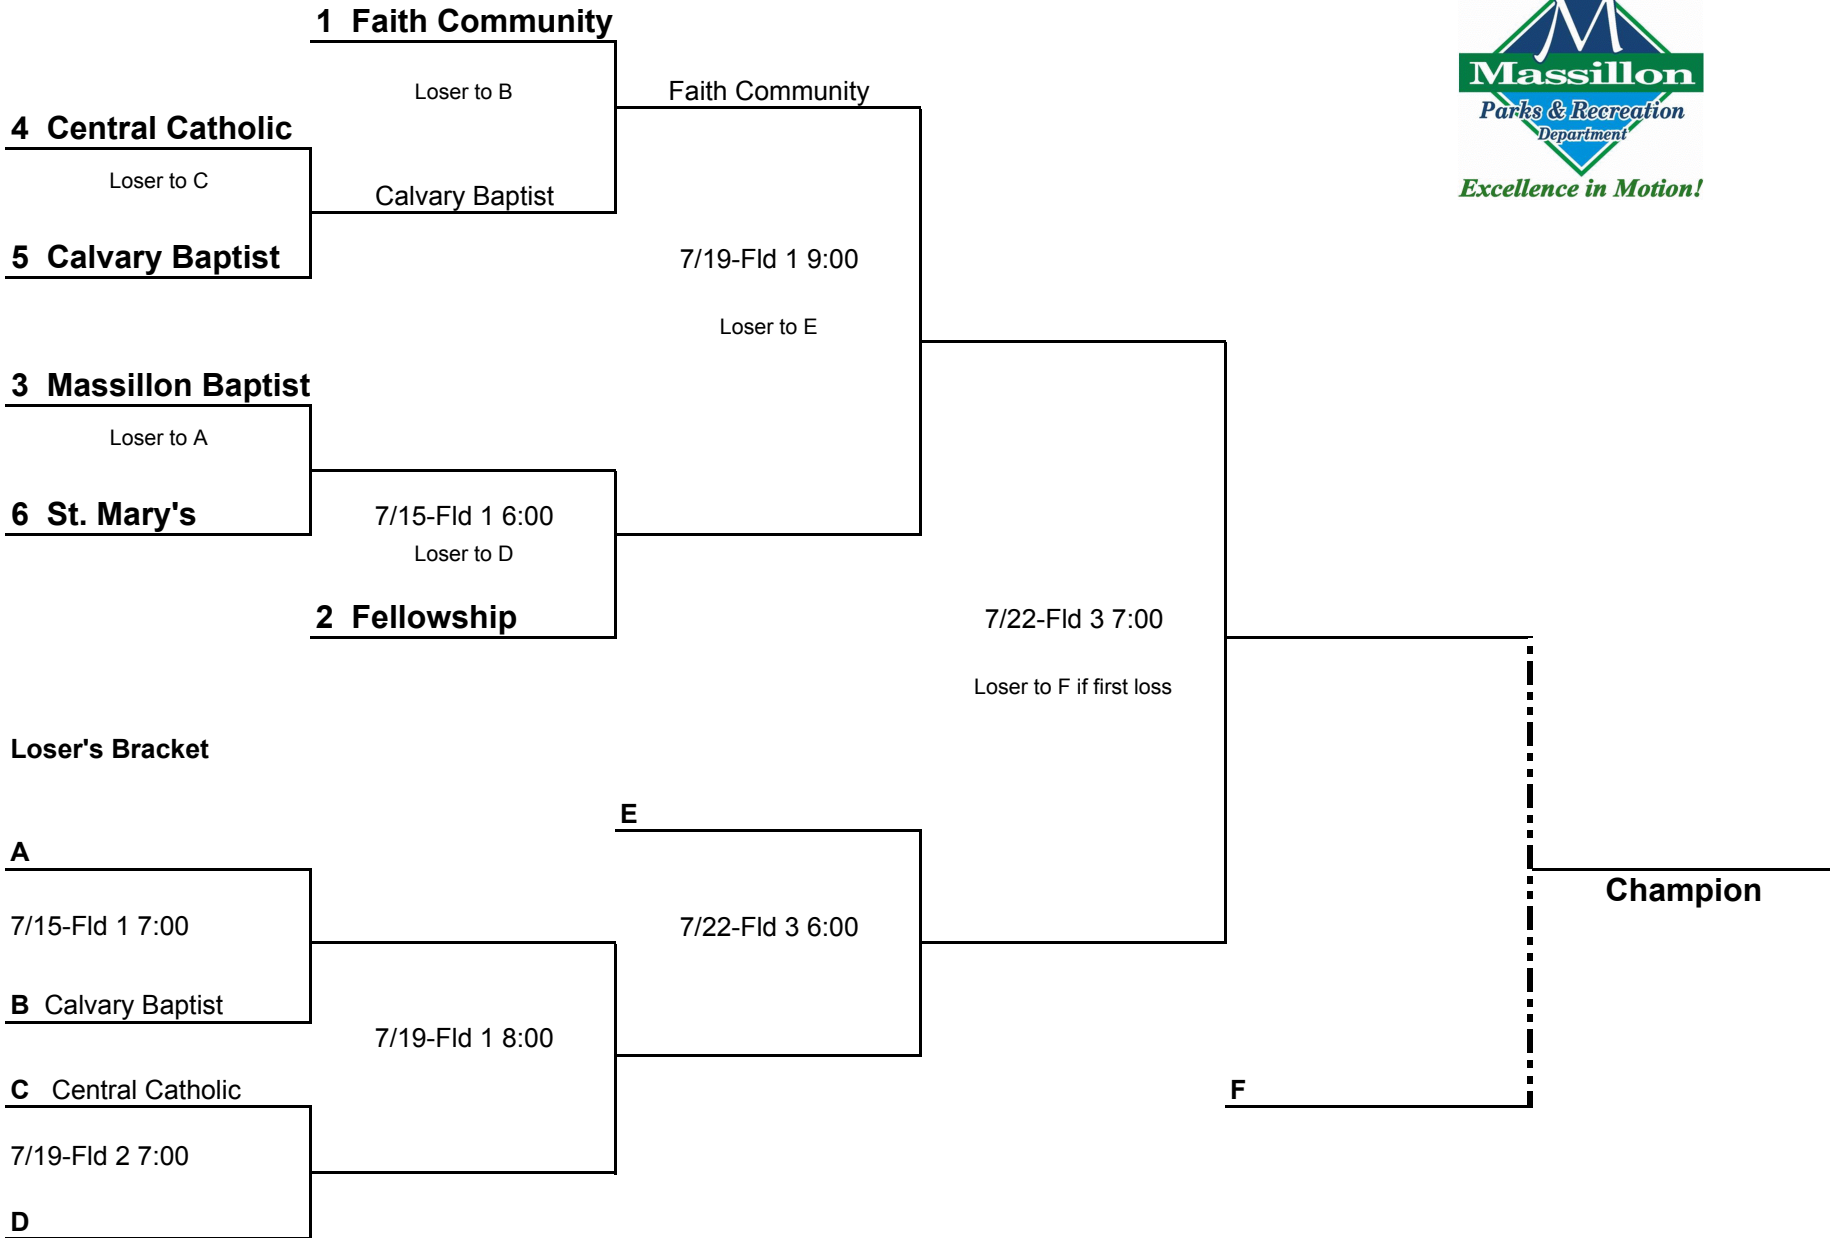 1 Faith Community
Loser to B
Faith Community
4 Central Catholic
Loser to C
Calvary Baptist
5 Calvary Baptist
7/19-Fld 1 9:00
Loser to E
3 Massillon Baptist
Loser to A
6 St. Mary's
7/15-Fld 1 6:00
Loser to D
2 Fellowship
7/22-Fld 3 7:00
Loser to F if first loss
Loser's Bracket
E
A
7/15-Fld 1 7:00
7/22-Fld 3 6:00
Champion
B Calvary Baptist
7/19-Fld 1 8:00
C Central Catholic
F
7/19-Fld 2 7:00
D
M
Massillon
Parks & Recreation
Department
Excellence in Motion!